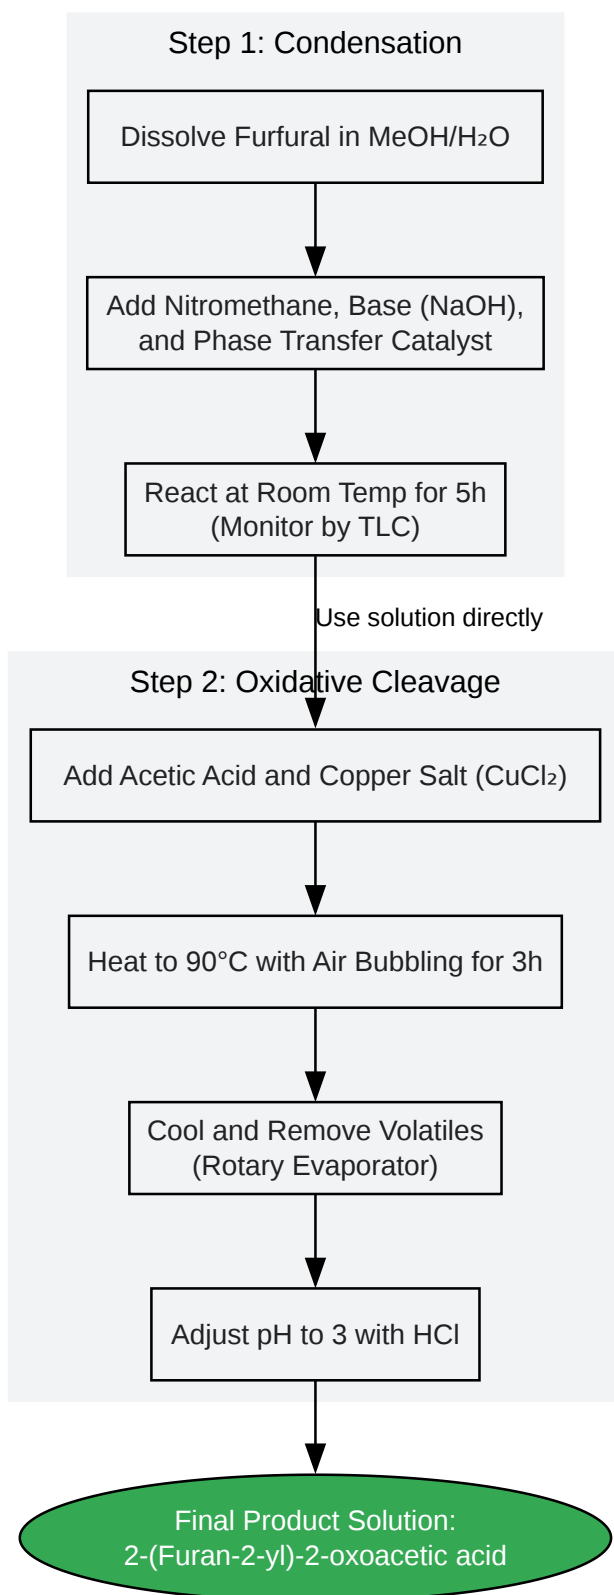 Step 1: Condensation
Dissolve Furfural in MeOH/H₂O
Add Nitromethane, Base (NaOH),
and Phase Transfer Catalyst
React at Room Temp for 5h
(Monitor by TLC)
Use solution directly
Step 2: Oxidative Cleavage
Add Acetic Acid and Copper Salt (CuCl₂)
Heat to 90°C with Air Bubbling for 3h
Cool and Remove Volatiles
(Rotary Evaporator)
Adjust pH to 3 with HCl
Final Product Solution:
2-(Furan-2-yl)-2-oxoacetic acid